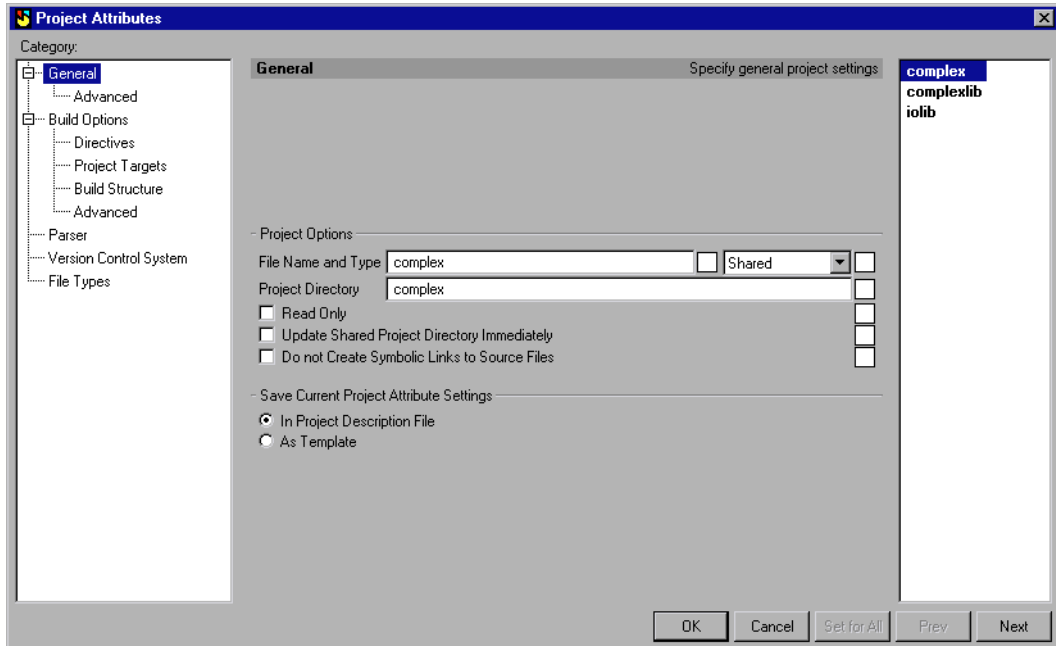 Project Attributes
Category:
General
Advanced
Build Options
Directives
Project Targets
Build Structure
Advanced
Parser
Version Control System
File Types
General Specify general project settings
Project Options
File Name and Type complex Shared
Project Directory complex
Read Only
Update Shared Project Directory Immediately
Do not Create Symbolic Links to Source Files
Save Current Project Attribute Settings
In Project Description File
As Template
complex
complexlib
iolib
OK Cancel Set for All Prev Next